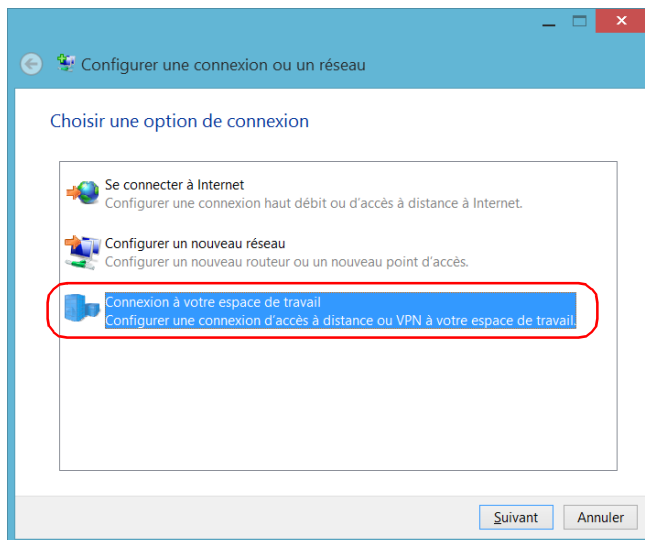 Configurer une connexion ou un réseau
Choisir une option de connexion
Se connecter à Internet
Configurer une connexion haut débit ou d'accès à distance à Internet.
Configurer un nouveau réseau
Configurer un nouveau routeur ou un nouveau point d'accès.
Connexion à votre espace de travail
Configurer une connexion d'accès à distance ou VPN à votre espace de travail.
Suivant
Annuler